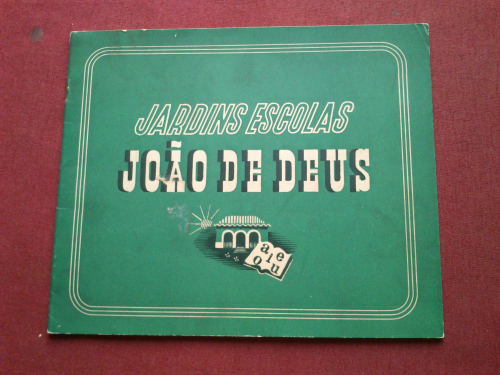 JARDINS ESCOLAS
JOÃO DE DEUS
a e i o u